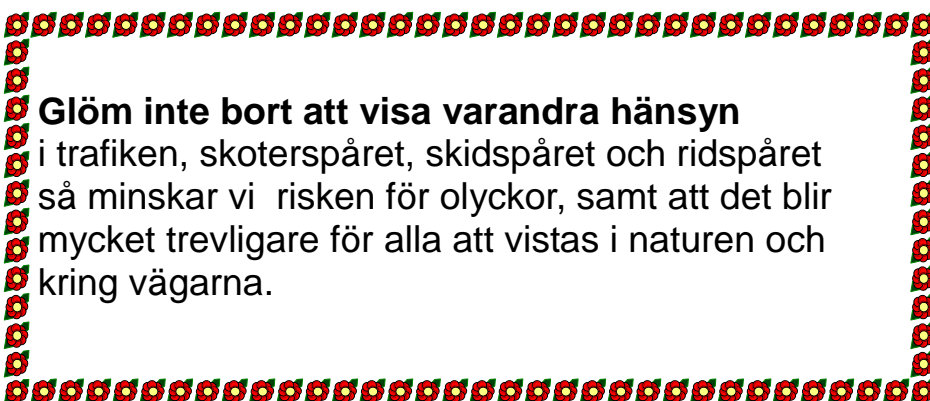 Glöm inte bort att visa varandra hänsyn
i trafiken, skoterspåret, skidspåret och ridspåret
så minskar vi  risken för olyckor, samt att det blir
mycket trevligare för alla att vistas i naturen och
kring vägarna.